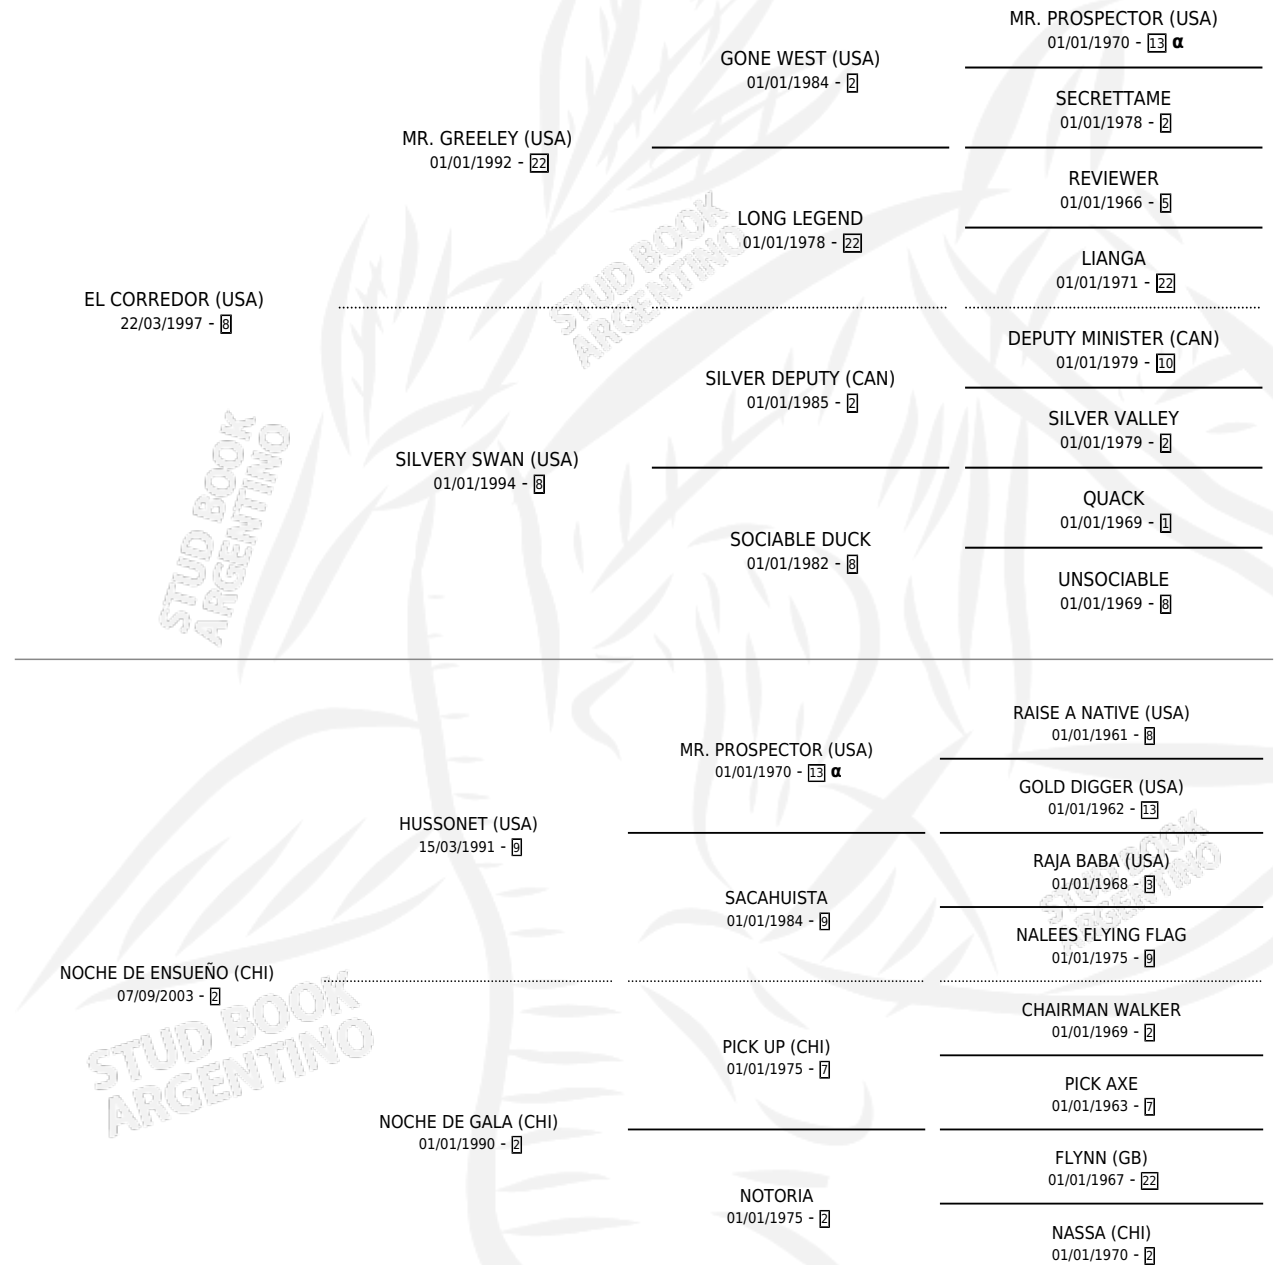 MR. PROSPECTOR (USA)
01/01/1970 - 13 α
GONE WEST (USA)
01/01/1984 - 2
SECRETTAME
01/01/1978 - 2
MR. GREELEY (USA)
01/01/1992 - 22
REVIEWER
01/01/1966 - 5
LONG LEGEND
01/01/1978 - 22
LIANGA
01/01/1971 - 22
EL CORREDOR (USA)
22/03/1997 - 8
DEPUTY MINISTER (CAN)
01/01/1979 - 10
SILVER DEPUTY (CAN)
01/01/1985 - 2
SILVER VALLEY
01/01/1979 - 2
SILVERY SWAN (USA)
01/01/1994 - 8
QUACK
01/01/1969 - 1
SOCIABLE DUCK
01/01/1982 - 8
UNSOCIABLE
01/01/1969 - 8
STUD BOOK
ARGENTINO
STUD BOOK
ARGENTINO
RAISE A NATIVE (USA)
01/01/1961 - 8
MR. PROSPECTOR (USA)
01/01/1970 - 13 α
GOLD DIGGER (USA)
01/01/1962 - 13
HUSSONET (USA)
15/03/1991 - 9
RAJA BABA (USA)
01/01/1968 - 3
SACAHUISTA
01/01/1984 - 9
NALEES FLYING FLAG
01/01/1975 - 9
NOCHE DE ENSUEÑO (CHI)
07/09/2003 - 2
CHAIRMAN WALKER
01/01/1969 - 2
PICK UP (CHI)
01/01/1975 - 7
PICK AXE
01/01/1963 - 7
NOCHE DE GALA (CHI)
01/01/1990 - 2
FLYNN (GB)
01/01/1967 - 22
NOTORIA
01/01/1975 - 2
NASSA (CHI)
01/01/1970 - 2
STUD BOOK
ARGENTINO
STUD BOOK
ARGENTINO